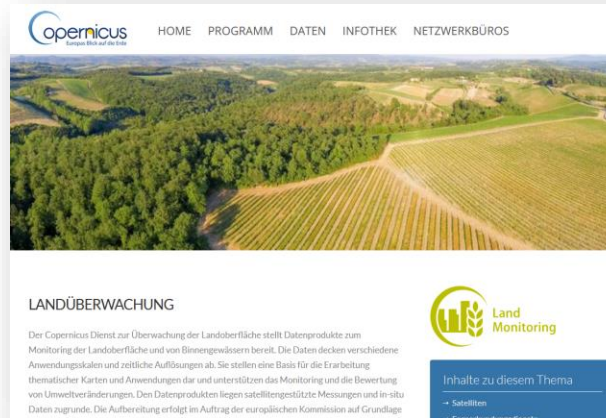 opernicus
Europas Blick auf die Erde
HOME PROGRAMM DATEN INFOTHEK NETZWERKBÜROS
LANDÜBERWACHUNG
Der Copernicus Dienst zur Überwachung der Landoberfläche stellt Datenprodukte zum
Monitoring der Landoberfläche und von Binnengewässern bereit. Die Daten decken verschiedene
Anwendungsskalen und zeitliche Auflösungen ab. Sie stellen eine Basis für die Erarbeitung
thematischer Karten und Anwendungen dar und unterstützen das Monitoring und die Bewertung
von Umweltveränderungen. Den Datenprodukten liegen satellitengestützte Messungen und in-situ
Daten zugrunde. Die Aufbereitung erfolgt im Auftrag der europäischen Kommission auf Grundlage
Land
Monitoring
Inhalte zu diesem Thema
→ Satelliten